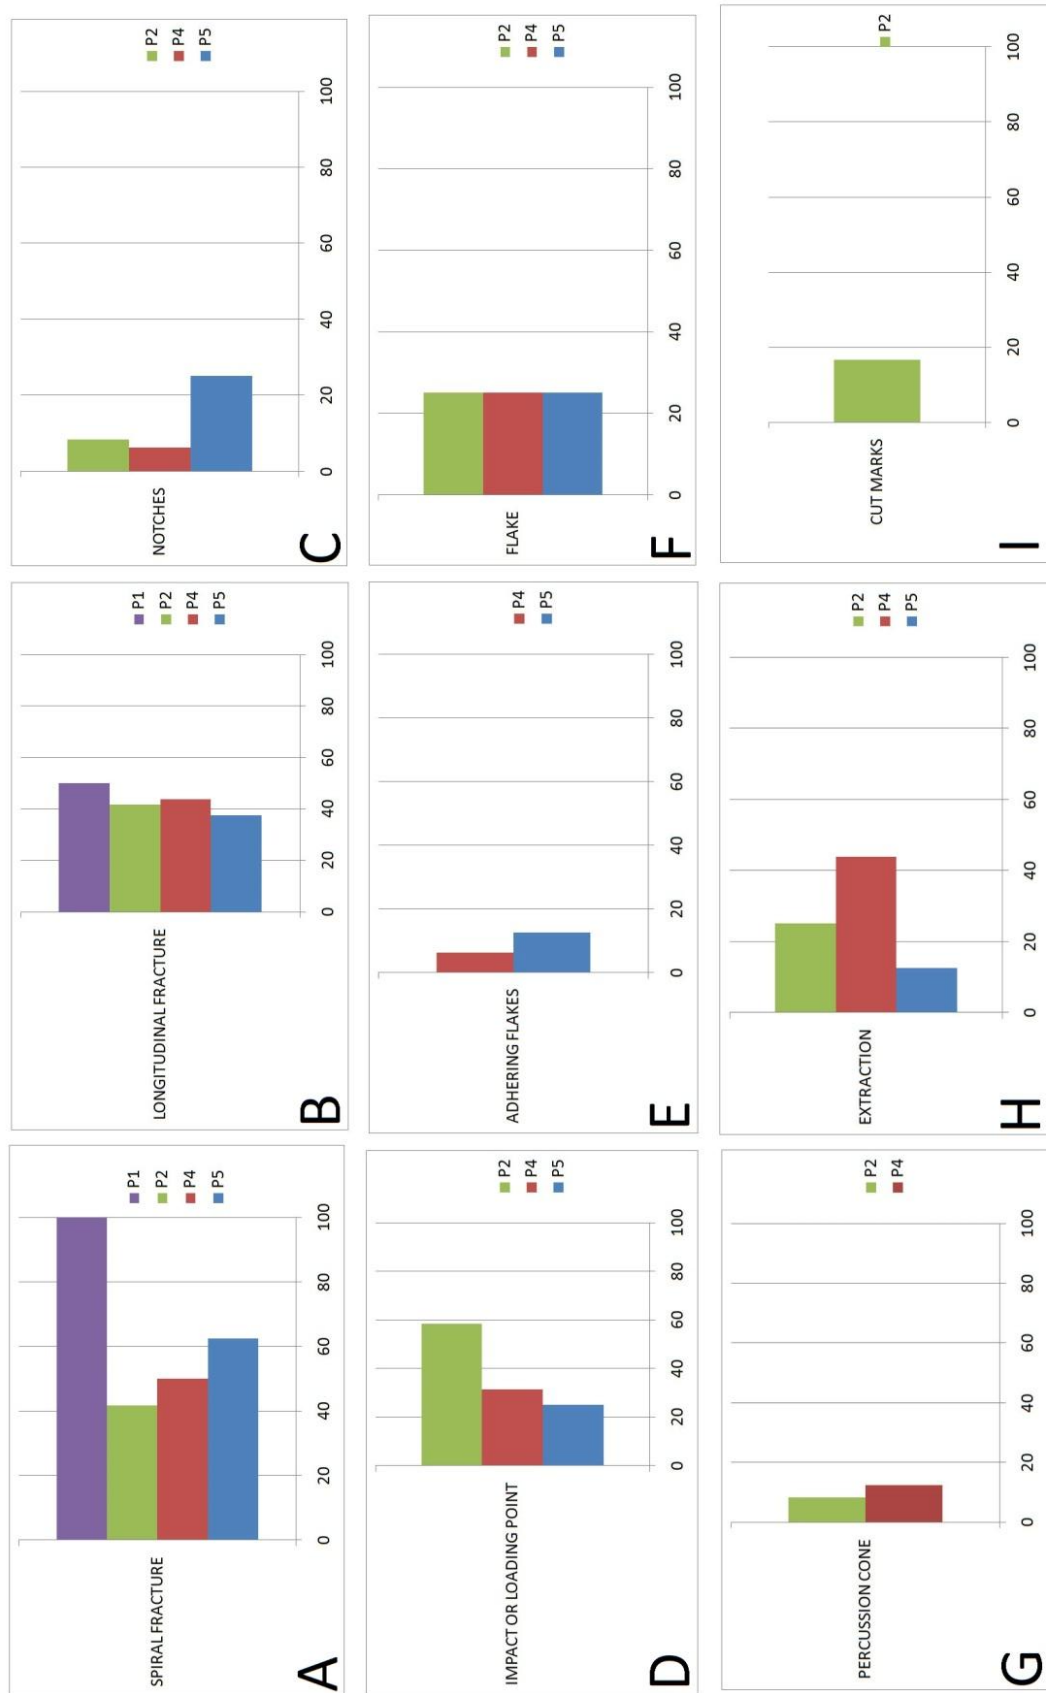 SPIRAL FRACTURE
0 20 40 60 80 100
P1
P2
P4
P5
A
LONGITUDINAL FRACTURE
0 20 40 60 80 100
P1
P2
P4
P5
B
NOTCHES
0 20 40 60 80 100
P2
P4
P5
C
IMPACT OR LOADING POINT
0 20 40 60 80 100
P2
P4
P5
D
ADHERING FLAKES
0 20 40 60 80 100
P4
P5
E
FLAKE
0 20 40 60 80 100
P2
P4
P5
F
PERCUSSION CONE
0 20 40 60 80 100
P2
P4
G
EXTRACTION
0 20 40 60 80 100
P2
P4
P5
H
CUT MARKS
0 20 40 60 80 100
P2
I